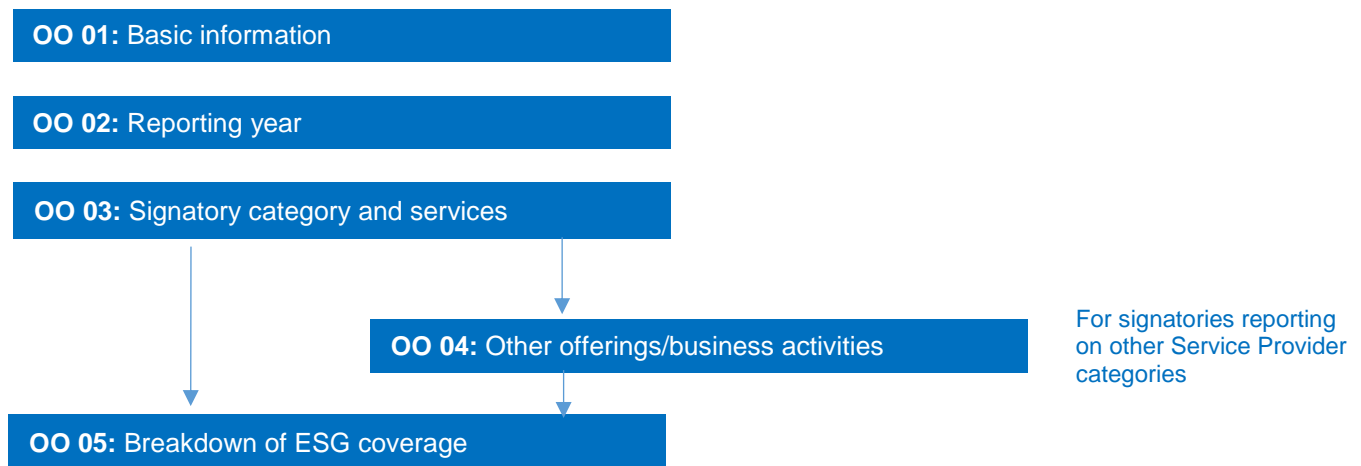 OO 01: Basic information
OO 02: Reporting year
OO 03: Signatory category and services
OO 04: Other offerings/business activities
For signatories reporting
on other Service Provider
categories
OO 05: Breakdown of ESG coverage